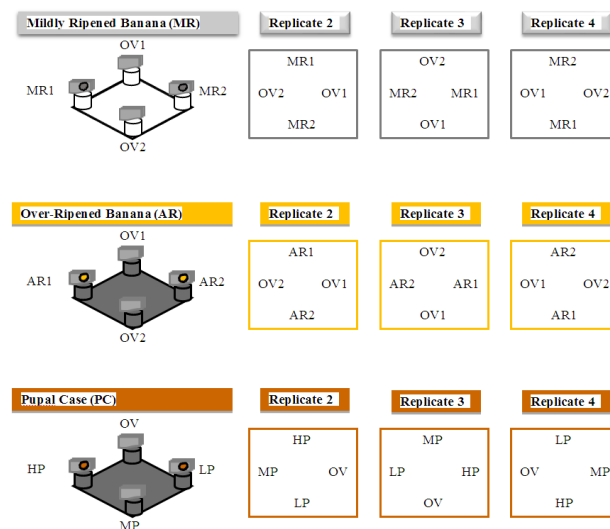 Mildly Ripened Banana (MR) Replicate 2 Replicate 3 Replicate 4
OV1 MR1 OV2 MR2
MR1 MR2 OV2 OV1 MR2 MR1 OV1 OV2
OV2 MR2 OV1 MR1
Over-Ripened Banana (AR) Replicate 2 Replicate 3 Replicate 4
OV1 AR1 OV2 AR2
AR1 AR2 OV2 OV1 AR2 AR1 OV1 OV2
OV2 AR2 OV1 AR1
Pupal Case (PC) Replicate 2 Replicate 3 Replicate 4
OV HP MP LP
HP LP MP OV LP HP OV MP
MP LP OV HP